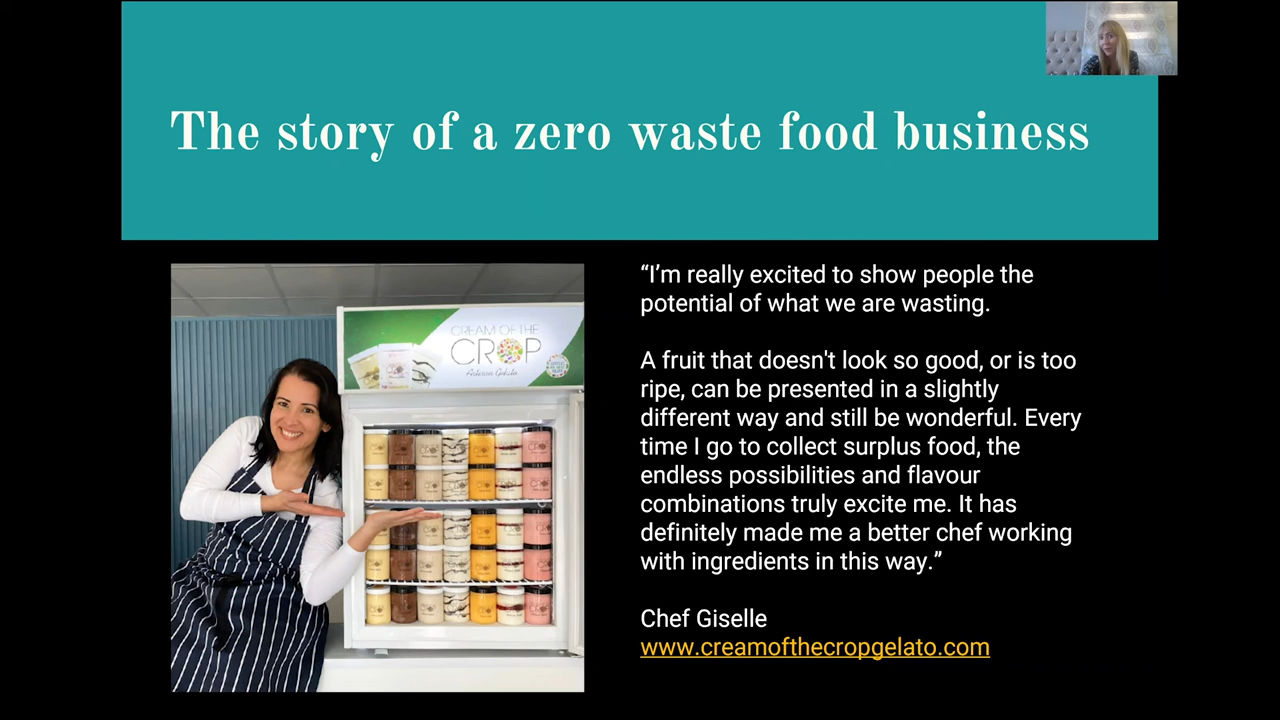 The story of a zero waste food business
CREAM OF THE
CROP
Artisan Gelato
“I’m really excited to show people the
potential of what we are wasting.
A fruit that doesn't look so good, or is too
ripe, can be presented in a slightly
different way and still be wonderful. Every
time I go to collect surplus food, the
endless possibilities and flavour
combinations truly excite me. It has
definitely made me a better chef working
with ingredients in this way.”
Chef Giselle
www.creamofthecropgelato.com